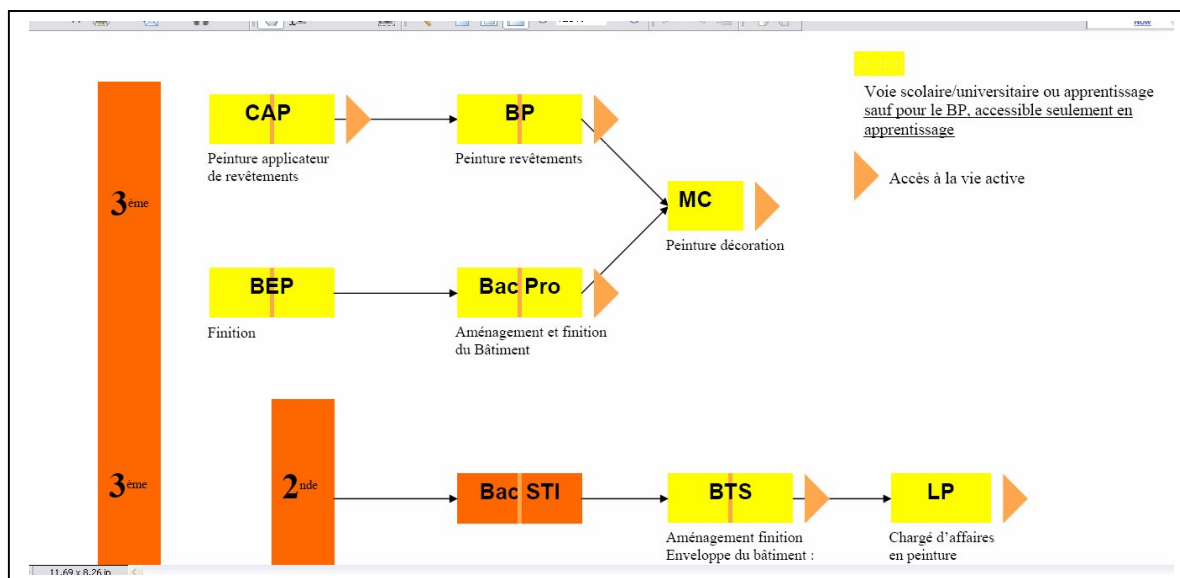 Now
CAP
BP
Voie scolaire/universitaire ou apprentissage
sauf pour le BP, accessible seulement en
apprentissage
Peinture applicateur
de revêtements
Peinture revêtements
Accès à la vie active
3ème
MC
Peinture décoration
BEP
Bac Pro
Finition
Aménagement et finition
du Bâtiment
3ème
2nde
Bac STI
BTS
LP
Aménagement finition
Enveloppe du bâtiment :
Chargé d'affaires
en peinture
11.69 x 8.26 in